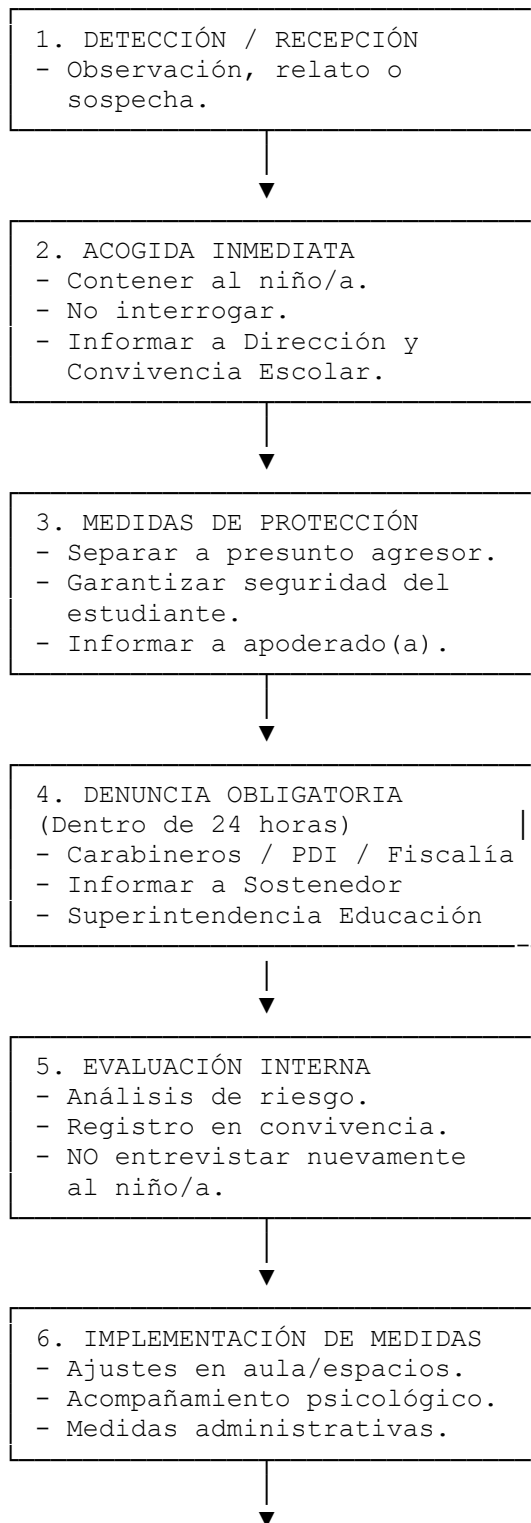 1. DETECCIÓN / RECEPCIÓN
- Observación, relato o
sospecha.
2. ACOGIDA INMEDIATA
- Contener al niño/a.
- No interrogar.
- Informar a Dirección y
Convivencia Escolar.
3. MEDIDAS DE PROTECCIÓN
- Separar a presunto agresor.
- Garantizar seguridad del
estudiante.
- Informar a apoderado(a).
4. DENUNCIA OBLIGATORIA
(Dentro de 24 horas)
- Carabineros / PDI / Fiscalía
- Informar a Sostenedor
- Superintendencia Educación
5. EVALUACIÓN INTERNA
- Análisis de riesgo.
- Registro en convivencia.
- NO entrevistar nuevamente
al niño/a.
6. IMPLEMENTACIÓN DE MEDIDAS
- Ajustes en aula/espacios.
- Acompañamiento psicológico.
- Medidas administrativas.